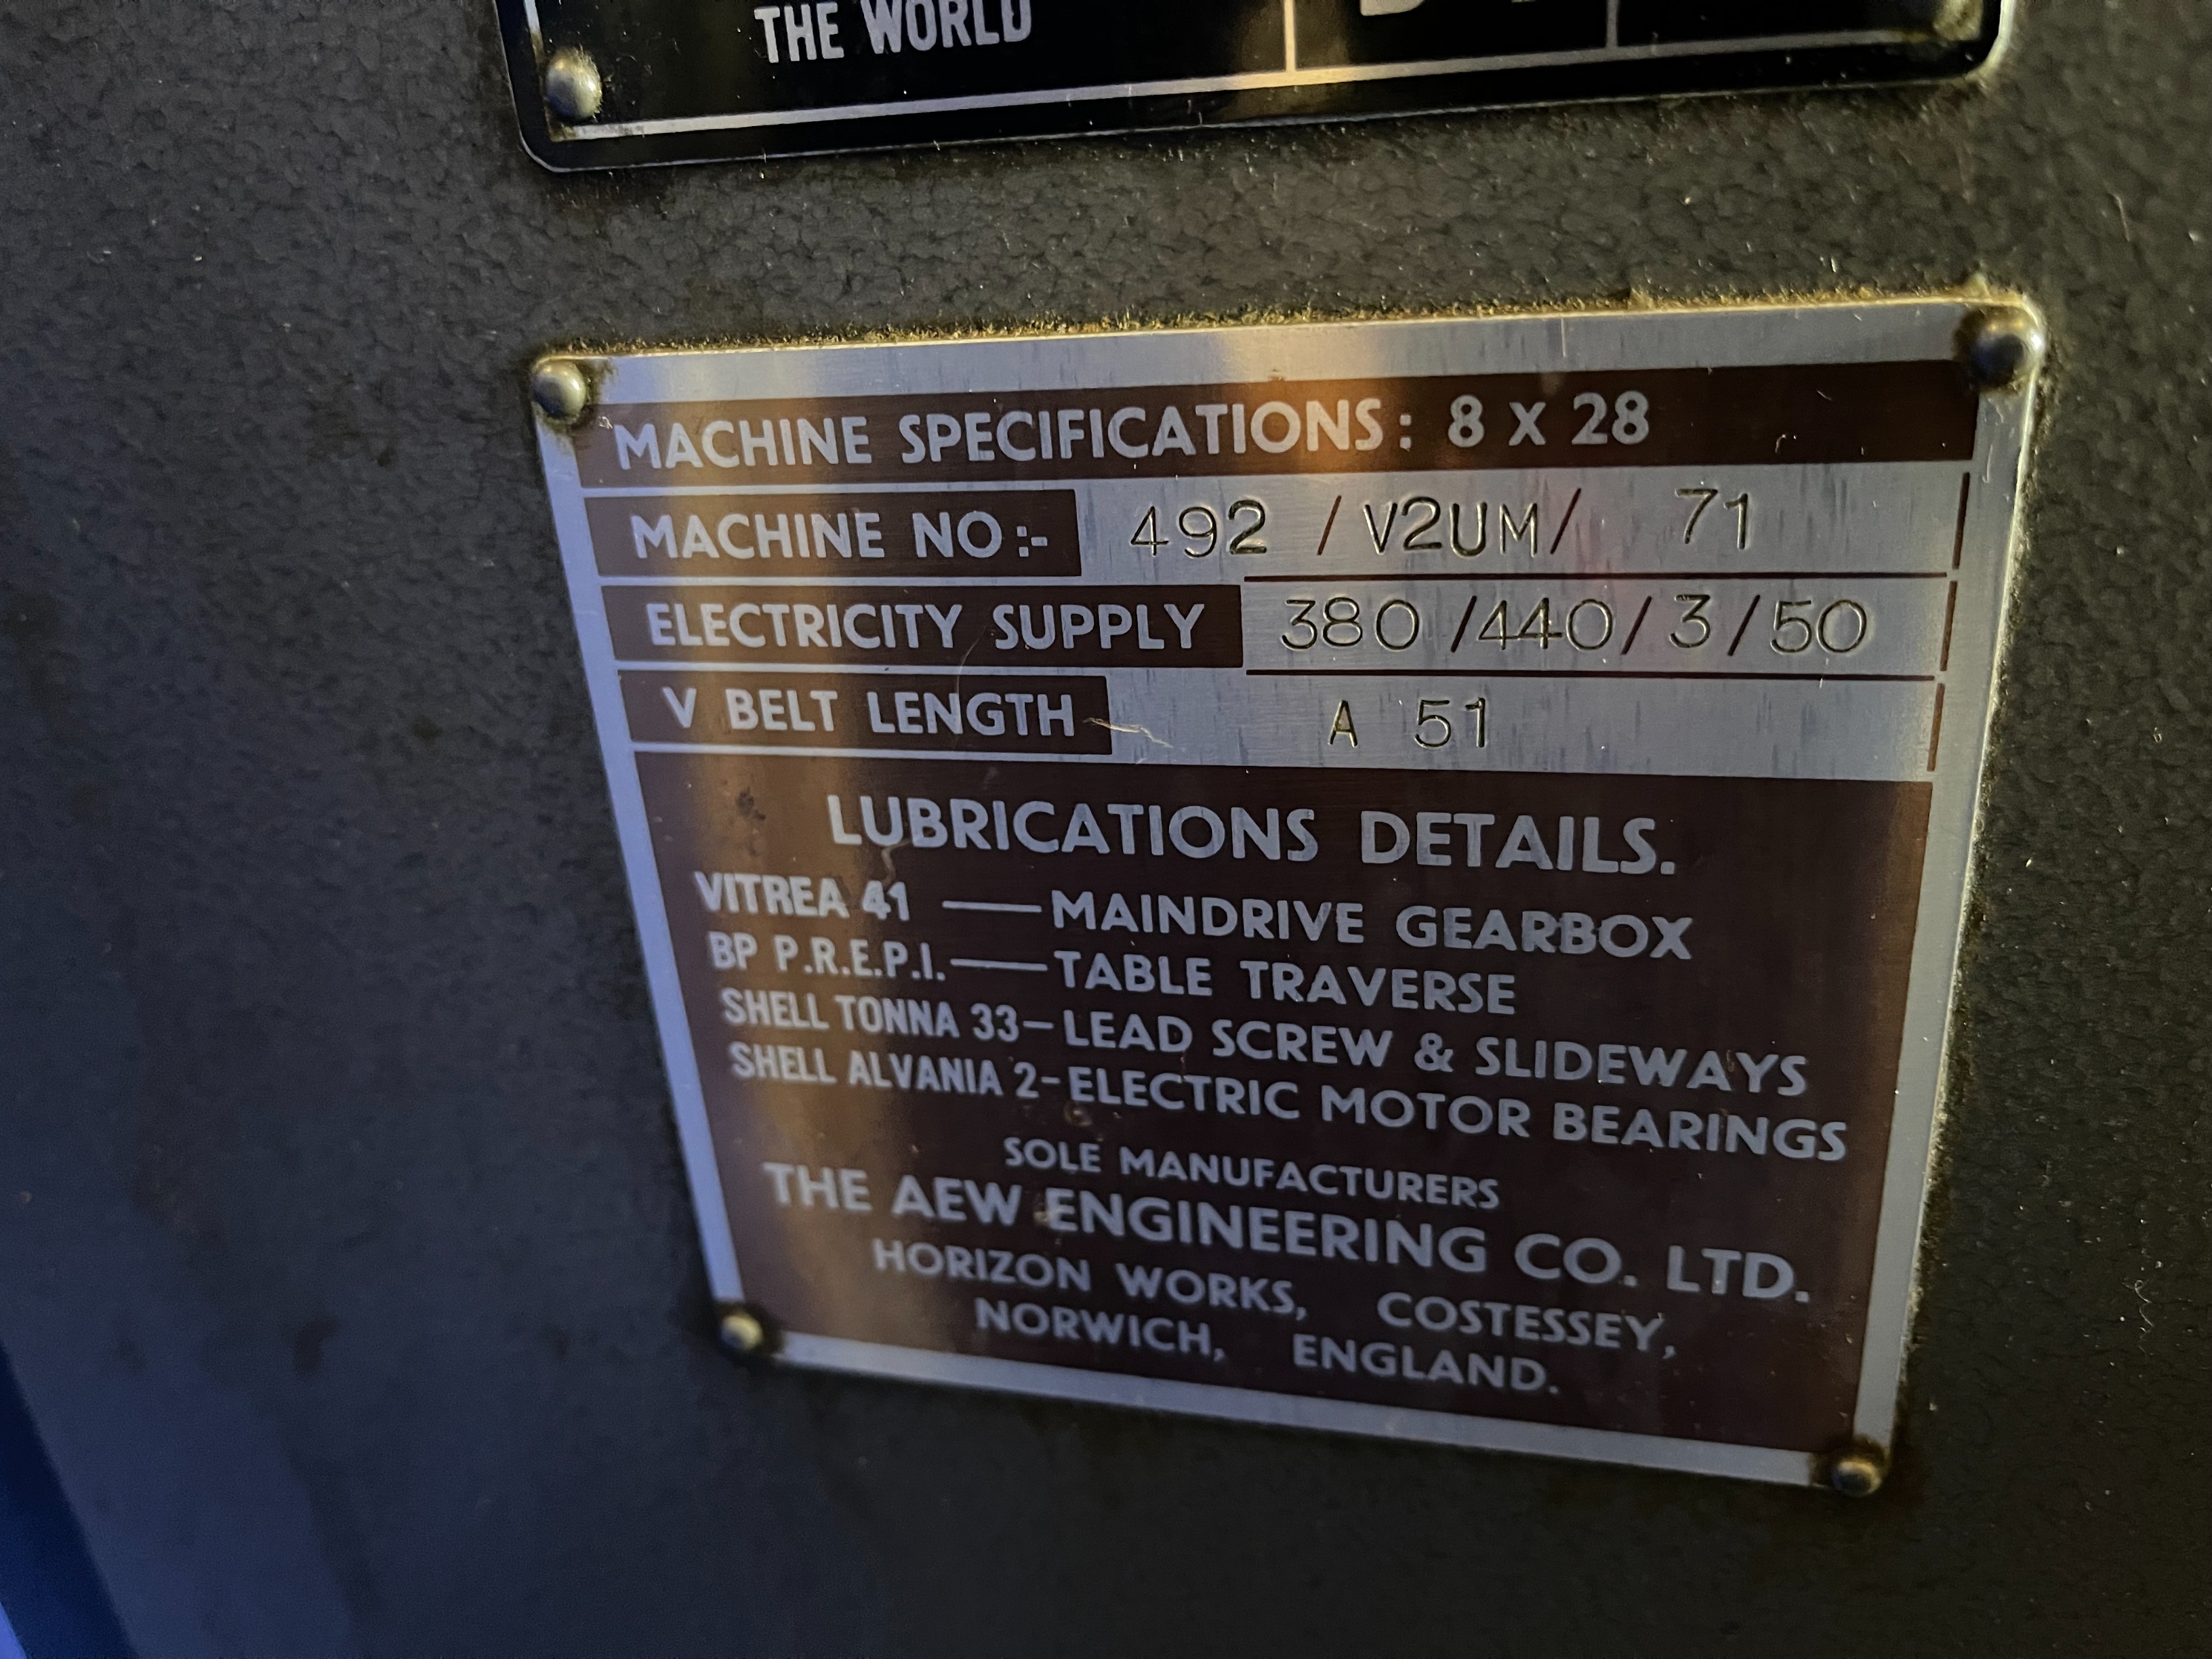 THE WORLD
MACHINE SPECIFICATIONS: 8 X 28
MACHINE NO:- 492 / V2UM/ 71
ELECTRICITY SUPPLY 380 /440/ 3 / 50
V BELT LENGTH A 51
LUBRICATIONS DETAILS.
VITREA 41 — MAINDRIVE GEARBOX
BP P.R.E.P.I. — TABLE TRAVERSE
SHELL TONNA 33 — LEAD SCREW & SLIDEWAYS
SHELL ALVANIA 2 - ELECTRIC MOTOR BEARINGS
SOLE MANUFACTURERS
THE AEW ENGINEERING CO. LTD.
HORIZON WORKS, COSTESSEY,
NORWICH, ENGLAND.